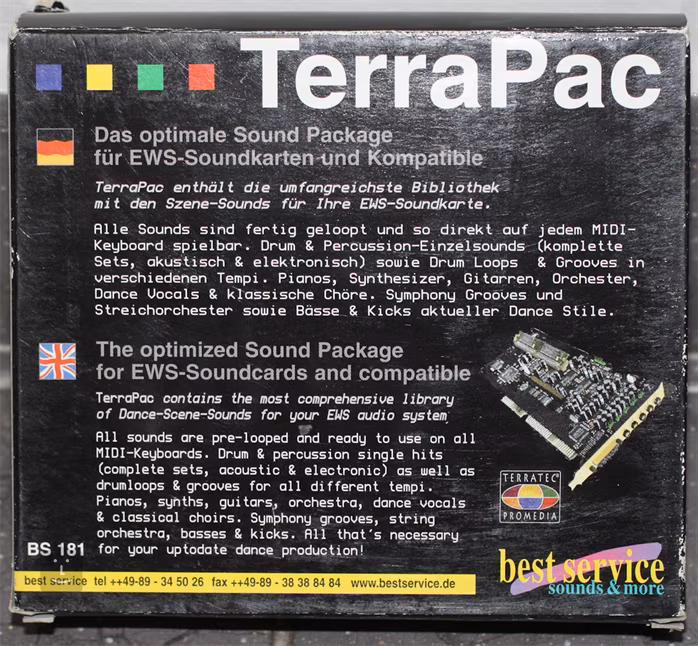 TerraPac
Das optimale Sound Package
für EWS-Soundkarten und Kompatible
TerraPac enthält die umfangreichste Bibliothek
mit den Szene-Sounds für Ihre EWS-Soundkarte.
Alle Sounds sind fertig geloopt und so direkt auf jedem MIDI-
Keyboard spielbar. Drum & Percussion-Einzelsounds (komplette
Sets, akustisch & elektronisch) sowie Drum Loops & Grooves in
verschiedenen Tempi. Pianos, Synthesizer, Gitarren, Orchester,
Dance Vocals & klassische Chöre. Symphony Grooves und
Streichorchester sowie Bässe & Kicks aktueller Dance Stile.
The optimized Sound Package
for EWS-Soundcards and compatible
TerraPac contains the most comprehensive library
of Dance-Scene-Sounds for your EWS audio system
All sounds are pre-looped and ready to use on all
MIDI-Keyboards. Drum & percussion single hits
(complete sets, acoustic & electronic) as well as
drumloops & grooves for all different tempi.
Pianos, synths, guitars, orchestra, dance vocals
& classical choirs. Symphony grooves, string
orchestra, basses & kicks. All that's necessary
for your uptodate dance production!
TERRATEC®
PROMEDIA
BS 181
best service tel ++49-89 - 34 50 26 fax ++49-89 - 38 38 84 84 www.bestservice.de
best service
sounds & more